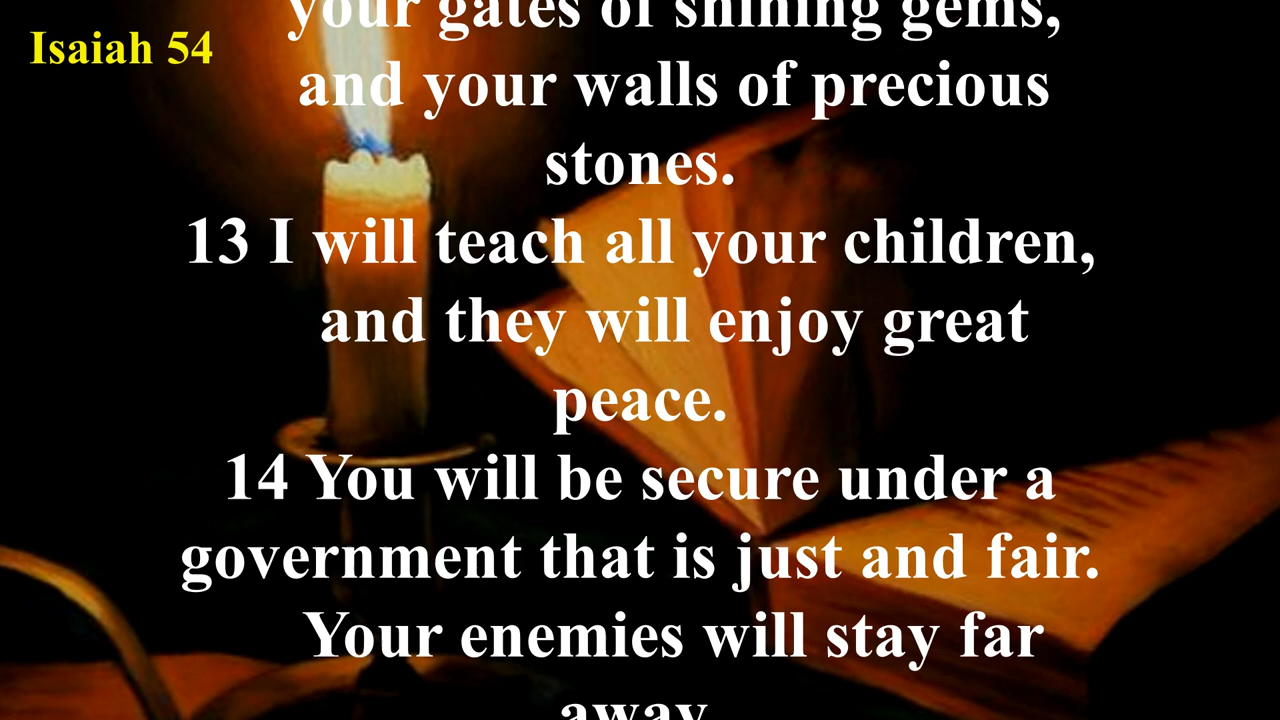 Isaiah 54
your gates of shining gems,
and your walls of precious
stones.
13 I will teach all your children,
and they will enjoy great
peace.
14 You will be secure under a
government that is just and fair.
Your enemies will stay far
away.